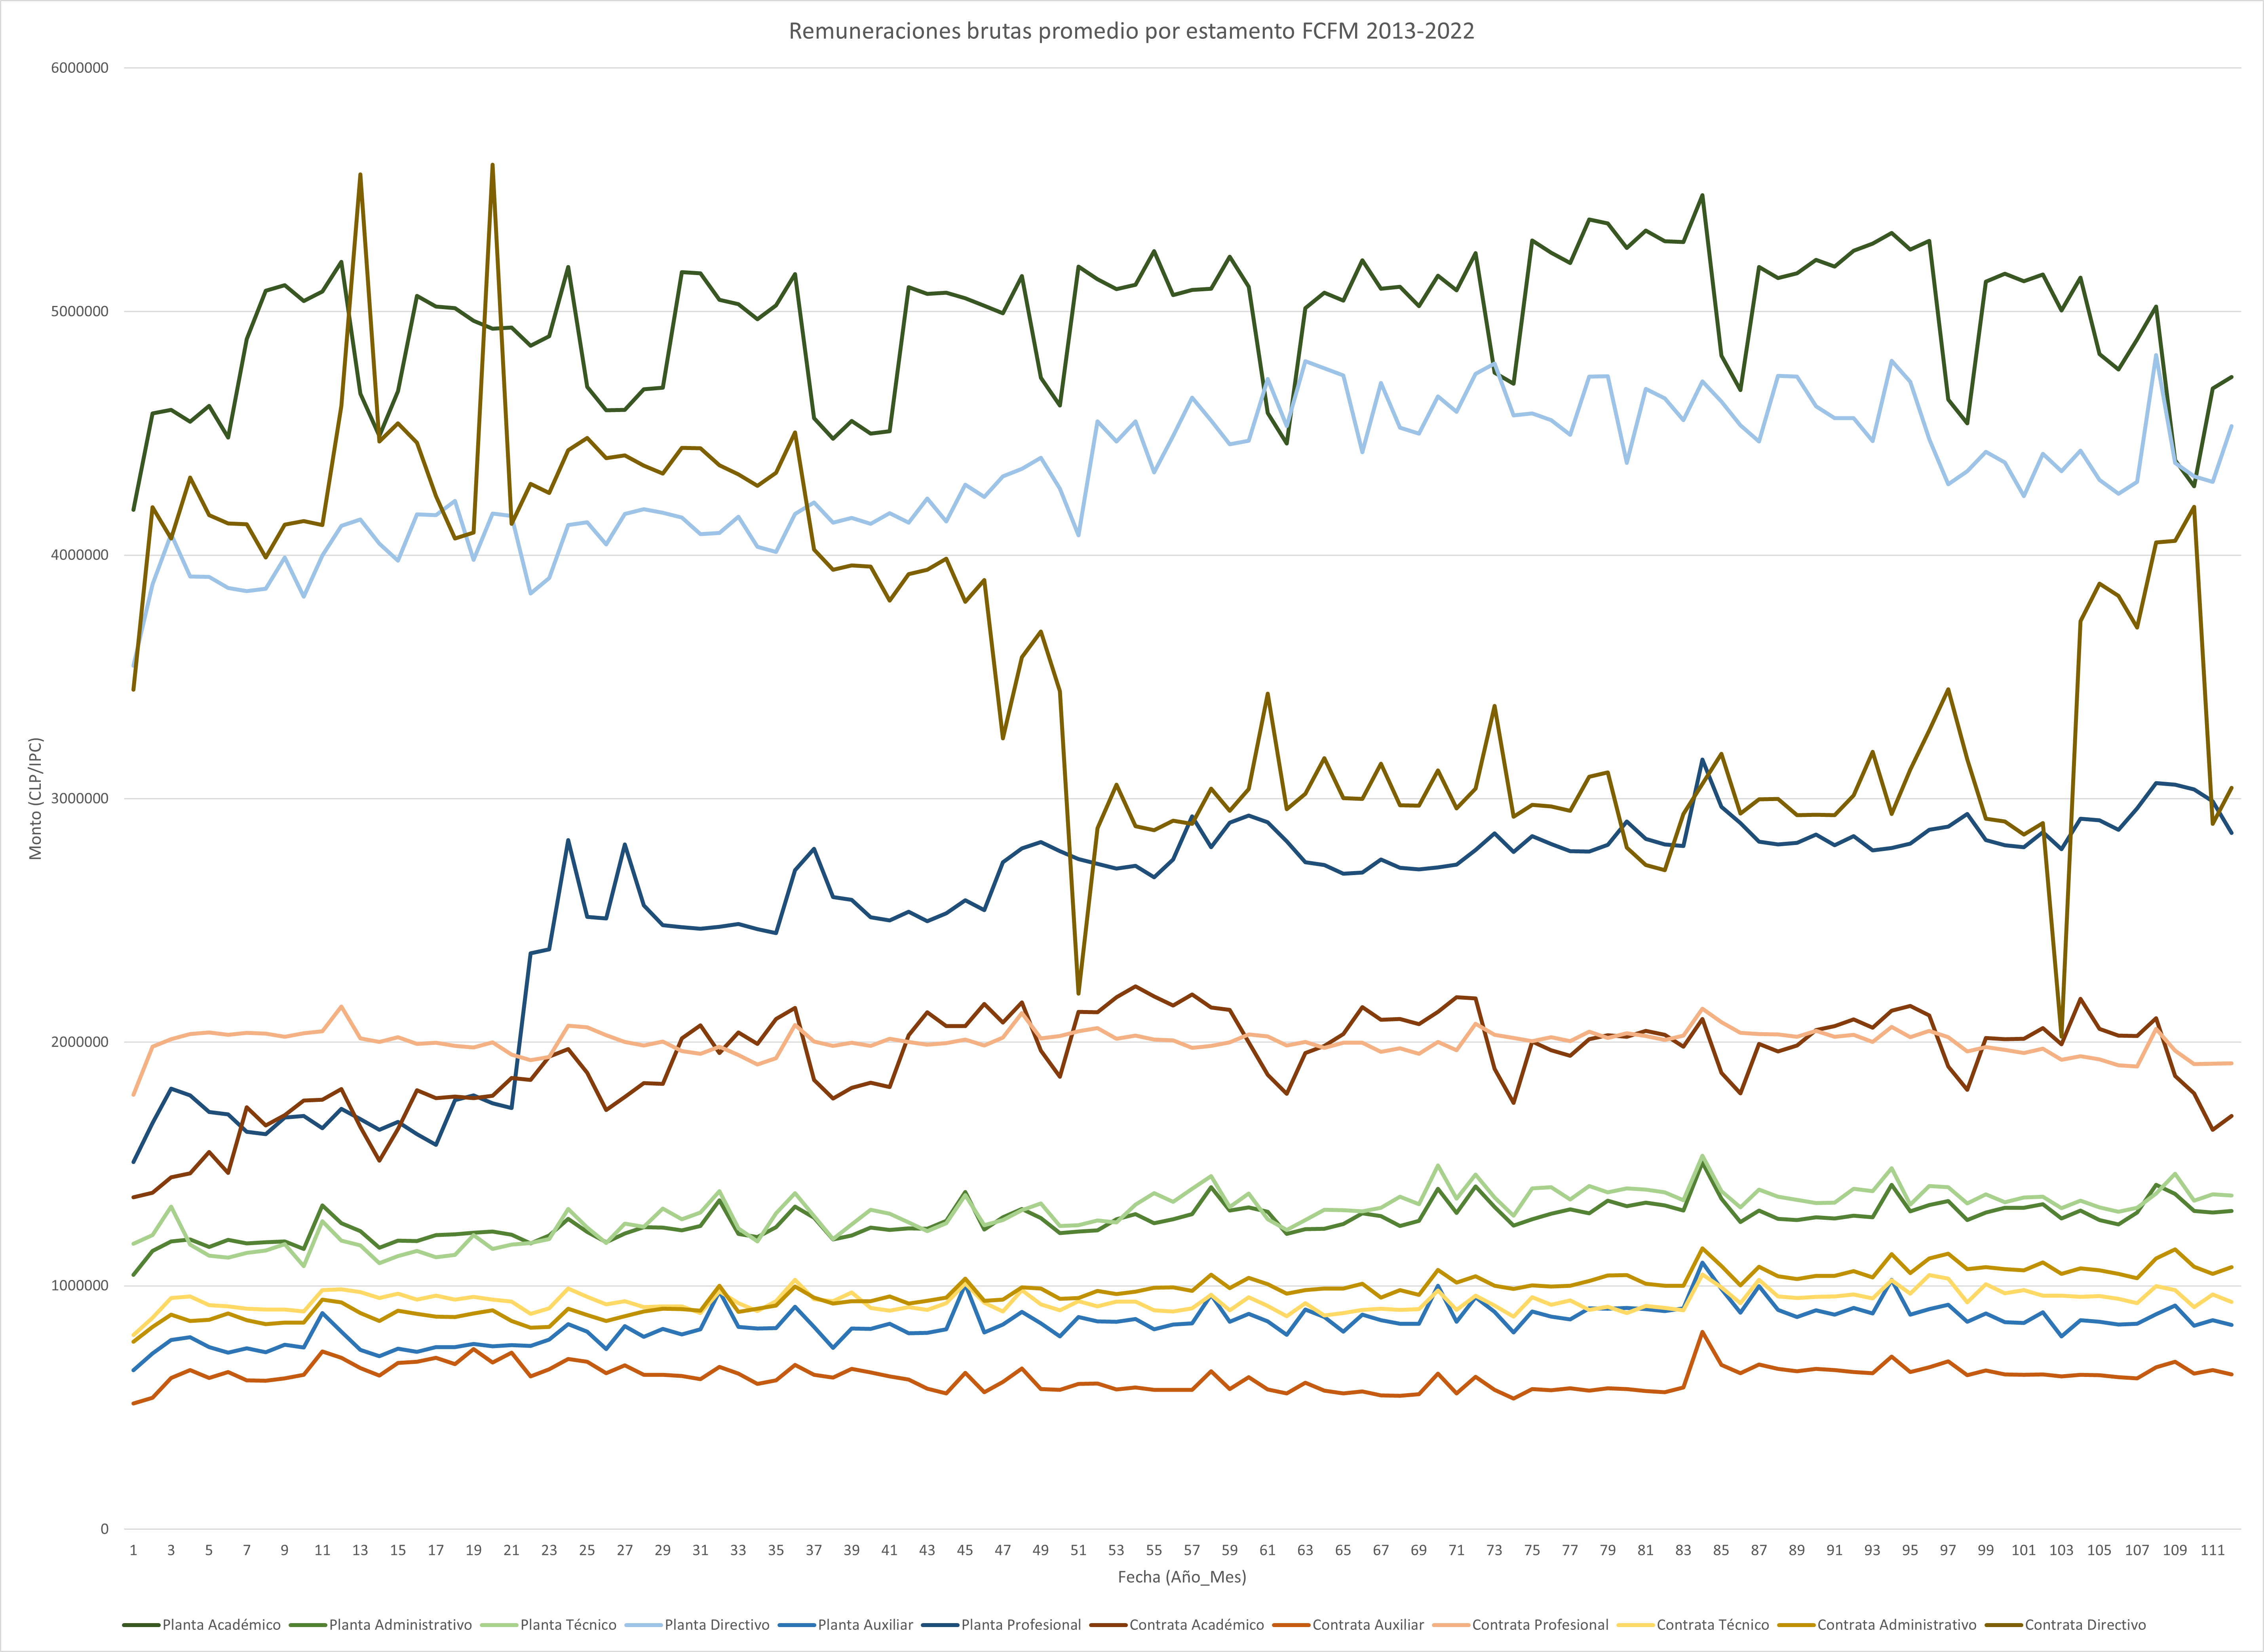 Remuneraciones brutas promedio por estamento FCFM 2013-2022
6000000
5000000
4000000
3000000
2000000
1000000
0
Monto (CLP/IPC)
1 3 5 7 9 11 13 15 17 19 21 23 25 27 29 31 33 35 37 39 41 43 45 47 49 51 53 55 57 59 61 63 65 67 69 71 73 75 77 79 81 83 85 87 89 91 93 95 97 99 101 103 105 107 109 111
Fecha (Año_Mes)
Planta Académico Planta Administrativo Planta Técnico Planta Directivo Planta Auxiliar Planta Profesional Contrata Académico Contrata Auxiliar Contrata Profesional Contrata Técnico Contrata Administrativo Contrata Directivo